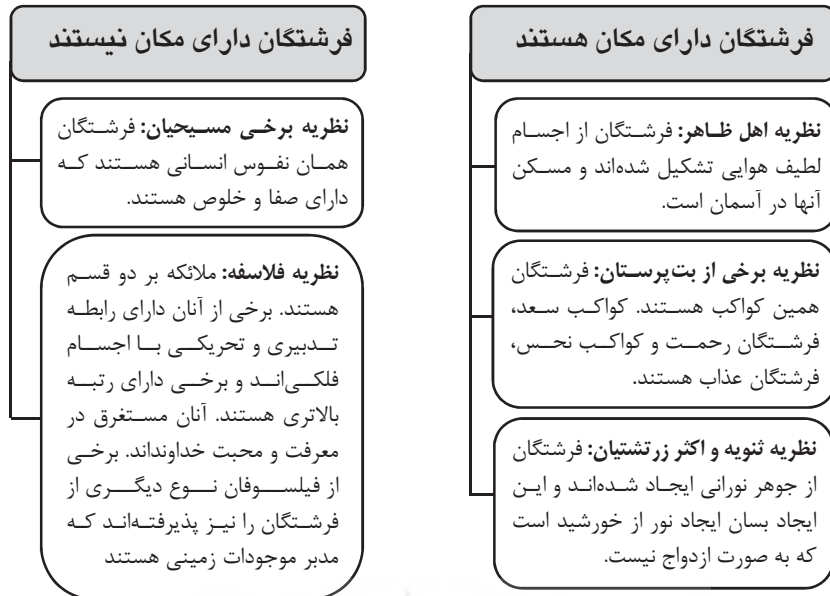 فرشتگان دارای مکان هستند
نظریه اهل ظاهر: فرشتگان از اجسام
لطیف هوایی تشکیل شده‌اند و مسکن
آنها در آسمان است.
نظریه برخی از بت‌پرستان: فرشتگان
همین کواکب هستند. کواکب سعد،
فرشتگان رحمت و کواکب نحس،
فرشتگان عذاب هستند.
نظریه ثنویه و اکثر زرتشتیان: فرشتگان
از جوهر نورانی ایجاد شده‌اند و این
ایجاد بسان ایجاد نور از خورشید است
که به صورت ازدواج نیست.
فرشتگان دارای مکان نیستند
نظریه برخی مسیحیان: فرشتگان
همان نفوس انسانی هستند که
دارای صفا و خلوص هستند.
نظریه فلاسفه: ملائکه بر دو قسم
هستند. برخی از آنان دارای رابطه
تدبیری و تحریکی با اجسام
فلکی‌اند و برخی دارای رتبه
بالاتری هستند. آنان مستغرق در
معرفت و محبت خداونداند. برخی
از فیلسوفان نوع دیگری از
فرشتگان را نیز پذیرفته‌اند که
مدبر موجودات زمینی هستند